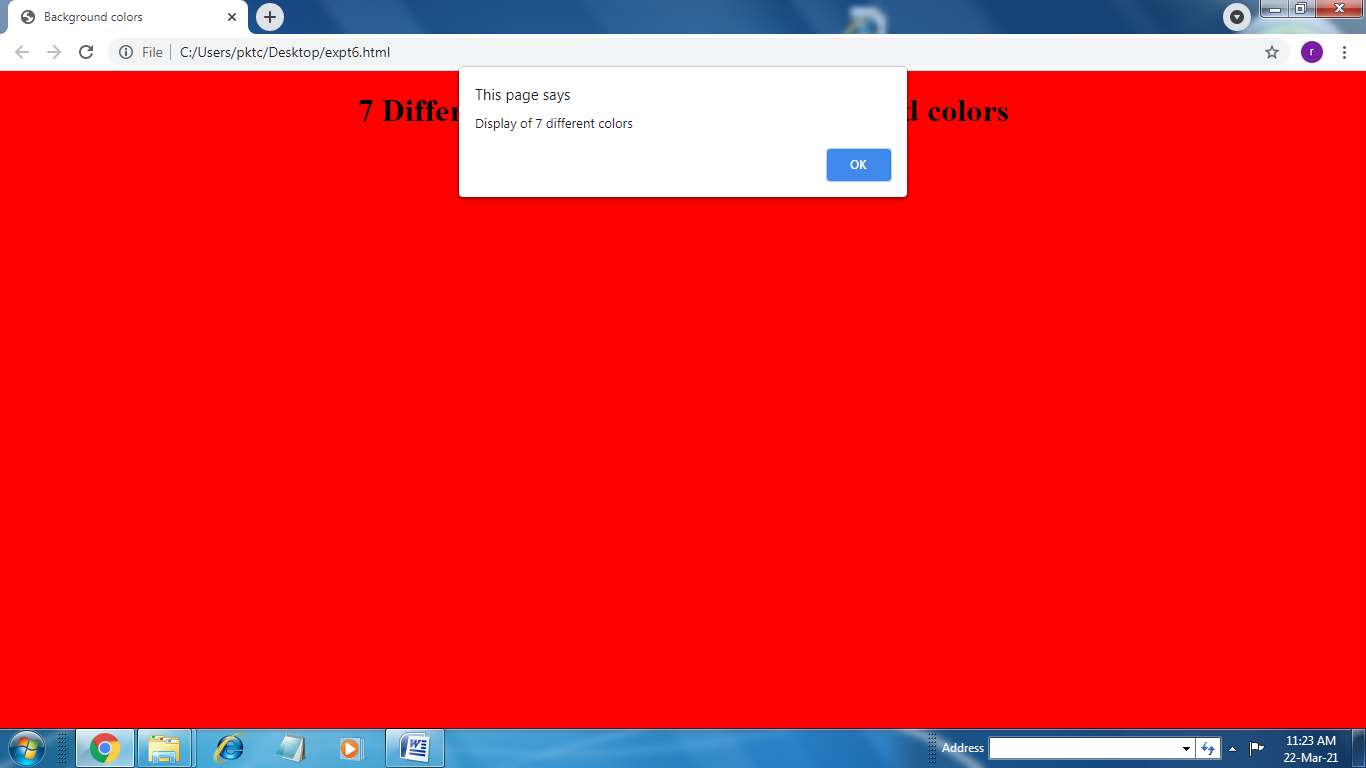 Background colors
File C:/Users/pktc/Desktop/expt6.html
r
This page says
Display of 7 different colors
OK
7 Differ d colors
Address
11:23 AM
22-Mar-21